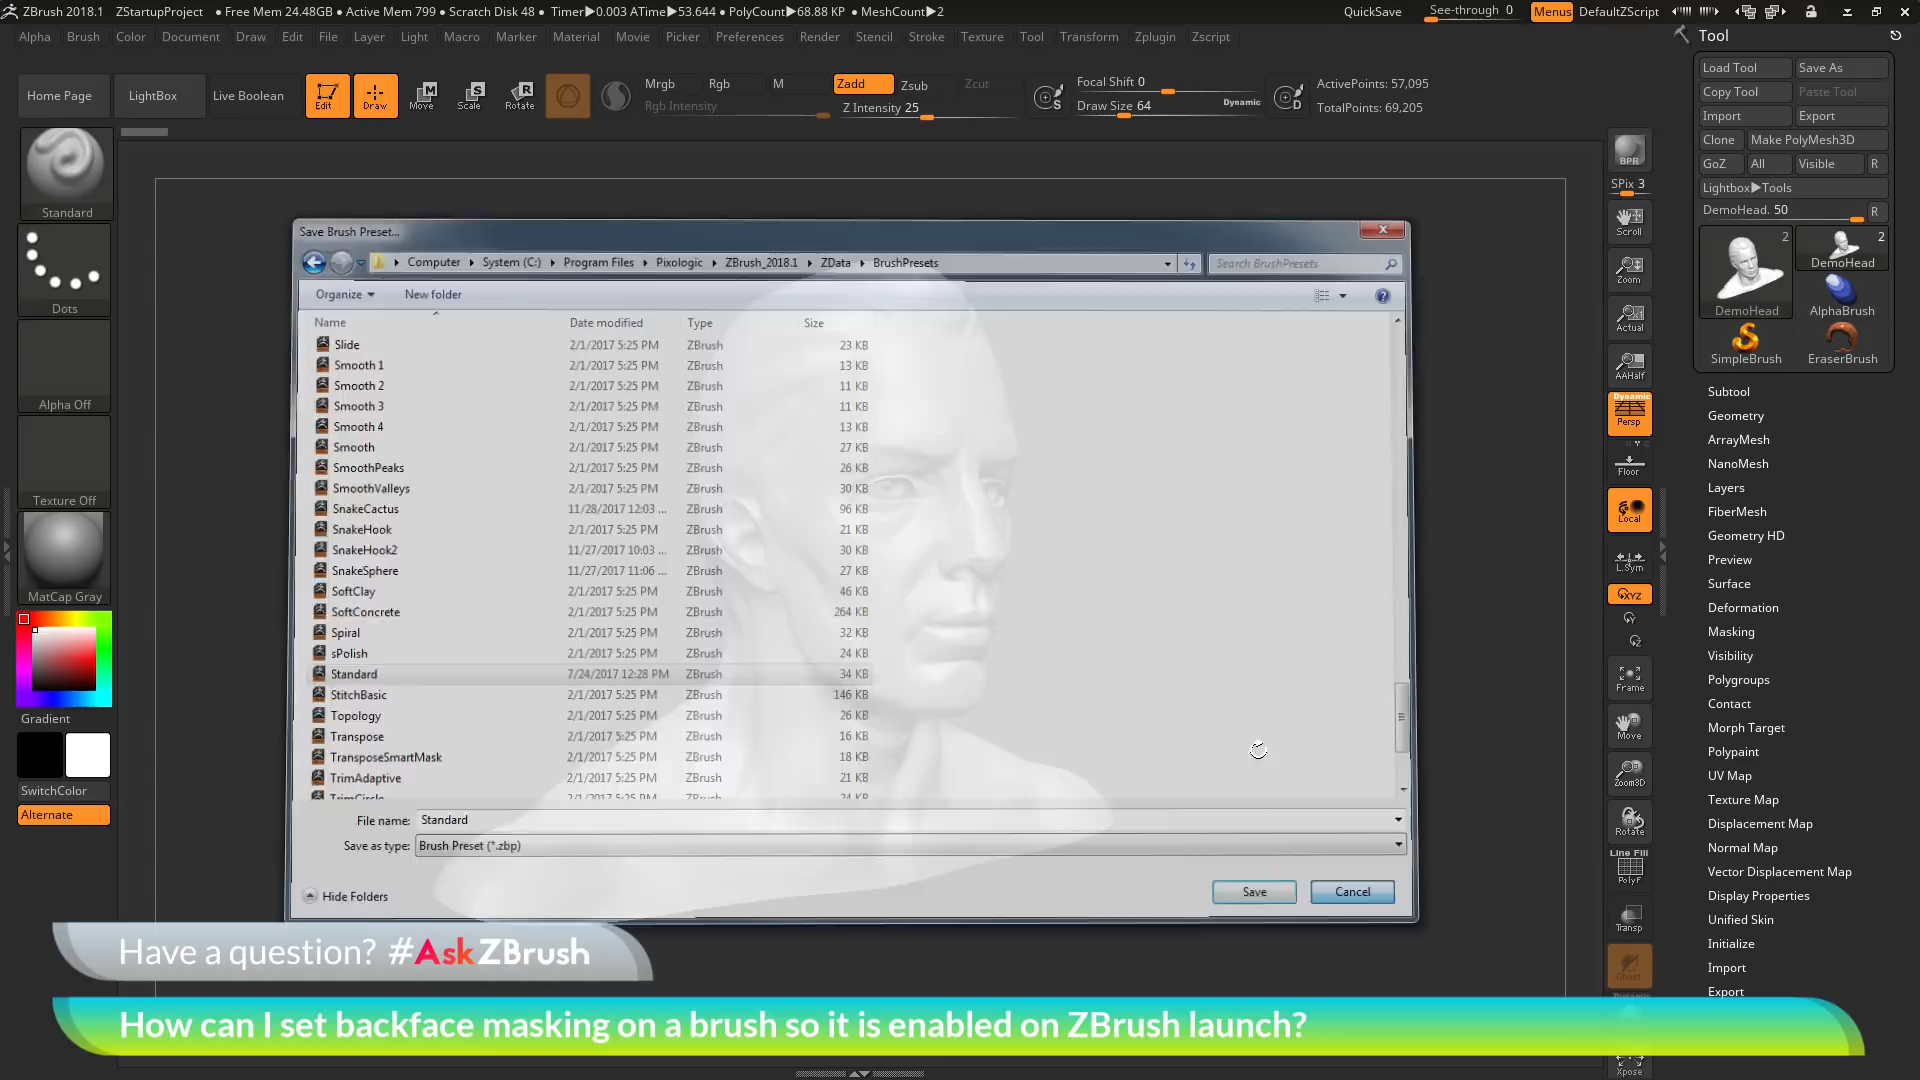 ZBrush 2018.1 ZStartupProject • Free Mem 24.48GB • Active Mem 799 • Scratch Disk 48 • Timer▶0.003 ATime▶53.644 • PolyCount▶68.88 KP • MeshCount▶2 QuickSave See-through 0 Menus DefaultZScript
Alpha Brush Color Document Draw Edit File Layer Light Macro Marker Material Movie Picker Preferences Render Stencil Stroke Texture Tool Transform Zplugin Zscript
Home Page LightBox Live Boolean Edit Draw Move Scale Rotate
Mrgb Rgb M Zadd Zsub Zcut
Rgb Intensity Z Intensity 25
S Focal Shift 0
Draw Size 64 Dynamic D
ActivePoints: 57,095
TotalPoints: 69,205
Standard
Dots
Alpha Off
Texture Off
MatCap Gray
Gradient
SwitchColor
Alternate
Save Brush Preset...
Computer System (C:) Program Files Pixologic ZBrush_2018.1 ZData BrushPresets Search BrushPresets
Organize New folder
Name Date modified Type Size
Slide 2/1/2017 5:25 PM ZBrush 23 KB
Smooth 1 2/1/2017 5:25 PM ZBrush 13 KB
Smooth 2 2/1/2017 5:25 PM ZBrush 11 KB
Smooth 3 2/1/2017 5:25 PM ZBrush 11 KB
Smooth 4 2/1/2017 5:25 PM ZBrush 13 KB
Smooth 2/1/2017 5:25 PM ZBrush 27 KB
SmoothPeaks 2/1/2017 5:25 PM ZBrush 26 KB
SmoothValleys 2/1/2017 5:25 PM ZBrush 30 KB
SnakeCactus 11/28/2017 12:03 ... ZBrush 96 KB
SnakeHook 2/1/2017 5:25 PM ZBrush 21 KB
SnakeHook2 11/27/2017 10:03 ... ZBrush 30 KB
SnakeSphere 11/27/2017 11:06 ... ZBrush 27 KB
SoftClay 2/1/2017 5:25 PM ZBrush 46 KB
SoftConcrete 2/1/2017 5:25 PM ZBrush 264 KB
Spiral 2/1/2017 5:25 PM ZBrush 32 KB
sPolish 2/1/2017 5:25 PM ZBrush 24 KB
Standard 7/24/2017 12:28 PM ZBrush 34 KB
StitchBasic 2/1/2017 5:25 PM ZBrush 146 KB
Topology 2/1/2017 5:25 PM ZBrush 26 KB
Transpose 2/1/2017 5:25 PM ZBrush 16 KB
TransposeSmartMask 2/1/2017 5:25 PM ZBrush 18 KB
TrimAdaptive 2/1/2017 5:25 PM ZBrush 21 KB
TrimCircle 2/1/2017 5:25 PM ZBrush 24 KB
File name: Standard
Save as type: Brush Preset (*.zbp)
Hide Folders Save Cancel
BPR
SPix 3
Scroll
Zoom
Actual
AAHalf
Dynamic
Persp
Floor
Local
L.Sym
XYZ
Frame
Move
Zoom3D
Rotate
Line Fill
PolyF
Transp
Ghost
Dynamic
Xpose
Tool
Load Tool Save As
Copy Tool Paste Tool
Import Export
Clone Make PolyMesh3D
GoZ All Visible R
Lightbox▶Tools
DemoHead. 50 R
2 2
DemoHead
DemoHead AlphaBrush
SimpleBrush EraserBrush
Subtool
Geometry
ArrayMesh
NanoMesh
Layers
FiberMesh
Geometry HD
Preview
Surface
Deformation
Masking
Visibility
Polygroups
Contact
Morph Target
Polypaint
UV Map
Texture Map
Displacement Map
Normal Map
Vector Displacement Map
Display Properties
Unified Skin
Initialize
Import
Export
Have a question? #AskZBrush
How can I set backface masking on a brush so it is enabled on ZBrush launch?